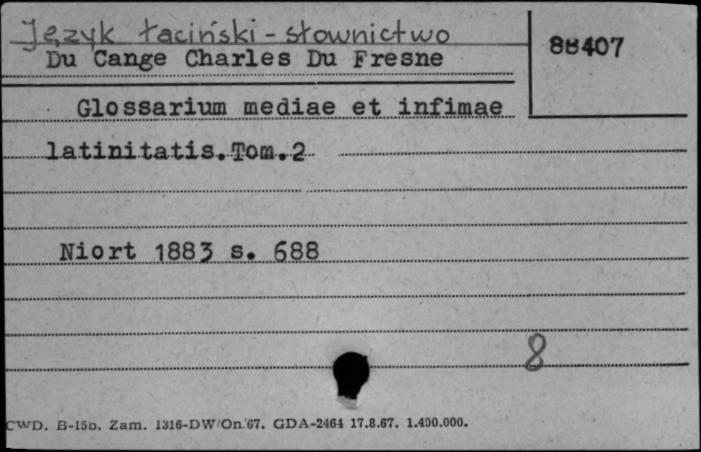 Język łaciński - słownictwo
88407
Du Cange Charles Du Fresne
Glossarium mediae et infimae
latinitatis.Tom.2
Niort 1883 s. 688
8
CWD. B-15b. Zam. 1316-DW/On.'67. GDA-2464 17.8.67. 1.400.000.